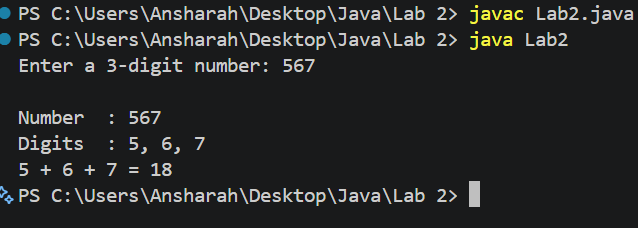 PS C:\Users\Ansharah\Desktop\Java\Lab 2> javac Lab2.java
PS C:\Users\Ansharah\Desktop\Java\Lab 2> java Lab2
Enter a 3-digit number: 567
Number  : 567
Digits  : 5, 6, 7
5 + 6 + 7 = 18
PS C:\Users\Ansharah\Desktop\Java\Lab 2>